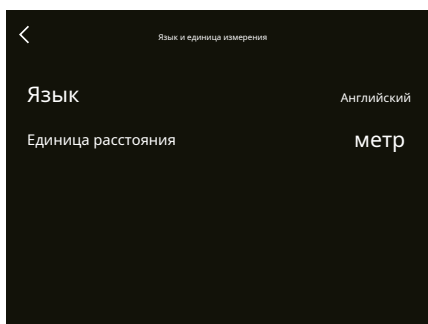 Язык и единица измерения
Язык Английский
Единица расстояния метр